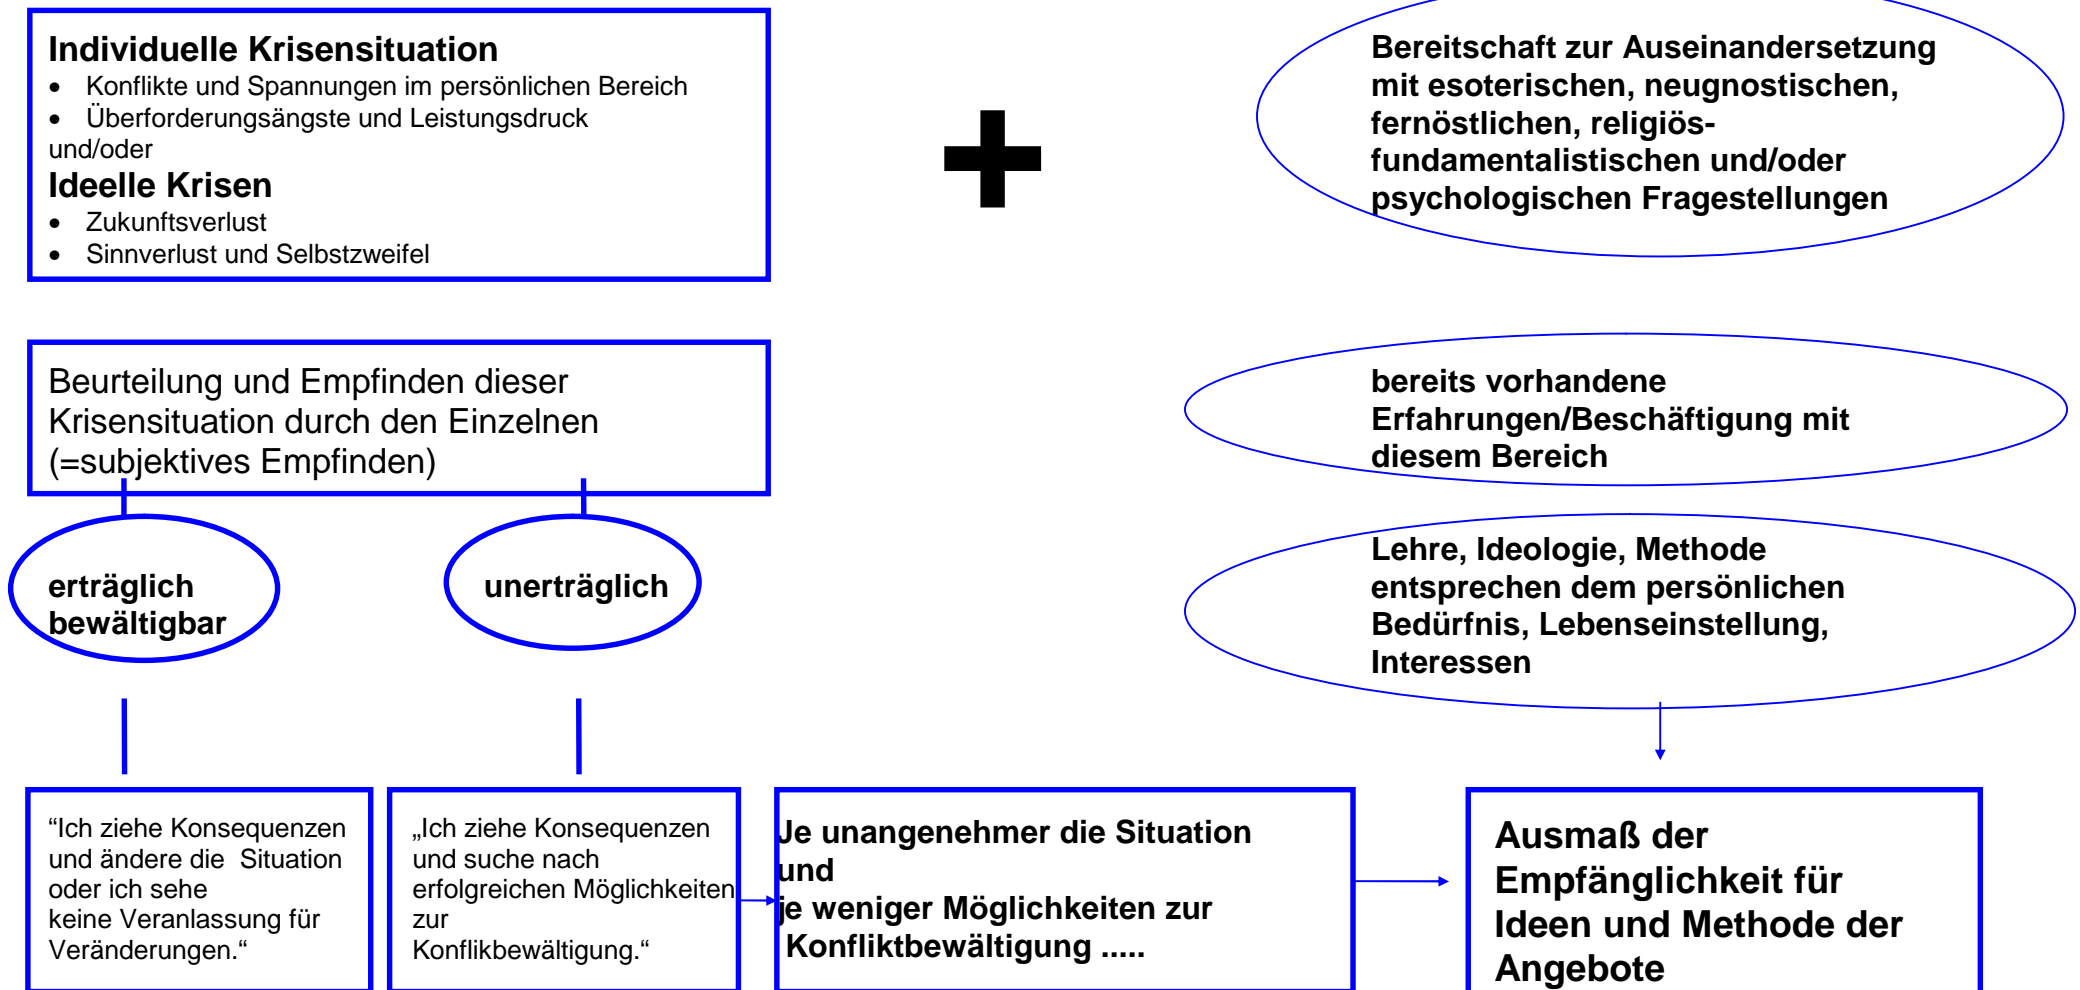 Individuelle Krisensituation
• Konflikte und Spannungen im persönlichen Bereich
• Überforderungsängste und Leistungsdruck
und/oder
Ideelle Krisen
• Zukunftsverlust
• Sinnverlust und Selbstzweifel
+
Bereitschaft zur Auseinandersetzung
mit esoterischen, neugnostischen,
fernöstlichen, religiös-
fundamentalistischen und/oder
psychologischen Fragestellungen
Beurteilung und Empfinden dieser
Krisensituation durch den Einzelnen
(=subjektives Empfinden)
bereits vorhandene
Erfahrungen/Beschäftigung mit
diesem Bereich
erträglich
bewältigbar
unerträglich
Lehre, Ideologie, Methode
entsprechen dem persönlichen
Bedürfnis, Lebenseinstellung,
Interessen
“Ich ziehe Konsequenzen
und ändere die  Situation
oder ich sehe
keine Veranlassung für
Veränderungen.“
„Ich ziehe Konsequenzen
und suche nach
erfolgreichen Möglichkeiten
zur
Konflikbewältigung.“
Je unangenehmer die Situation
und
je weniger Möglichkeiten zur
Konfliktbewältigung .....
Ausmaß der
Empfänglichkeit für
Ideen und Methode der
Angebote